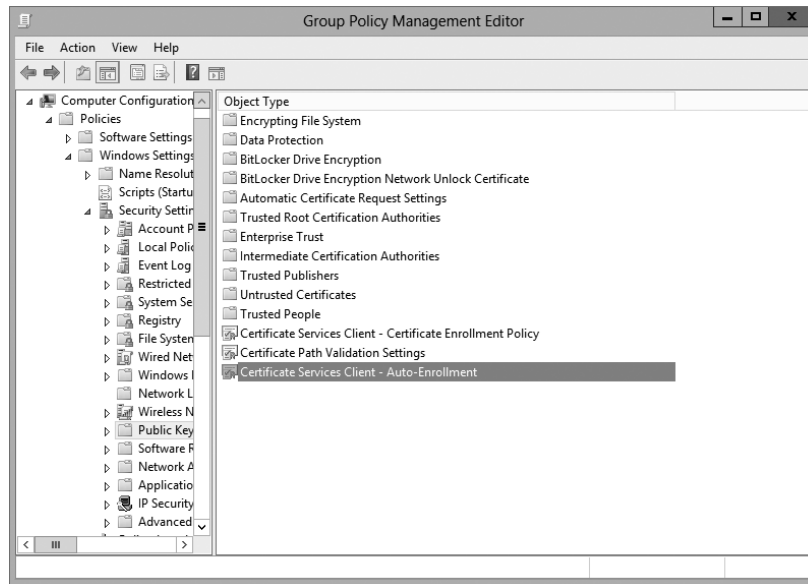 Group Policy Management Editor
File Action View Help
Computer Configuration
Policies
Software Settings
Windows Settings
Name Resolut
Scripts (Startu
Security Settin
Account P
Local Polic
Event Log
Restricted
System Se
Registry
File System
Wired Net
Windows
Network L
Wireless N
Public Key
Software R
Network A
Applicatio
IP Security
Advanced
Object Type
Encrypting File System
Data Protection
BitLocker Drive Encryption
BitLocker Drive Encryption Network Unlock Certificate
Automatic Certificate Request Settings
Trusted Root Certification Authorities
Enterprise Trust
Intermediate Certification Authorities
Trusted Publishers
Untrusted Certificates
Trusted People
Certificate Services Client - Certificate Enrollment Policy
Certificate Path Validation Settings
Certificate Services Client - Auto-Enrollment